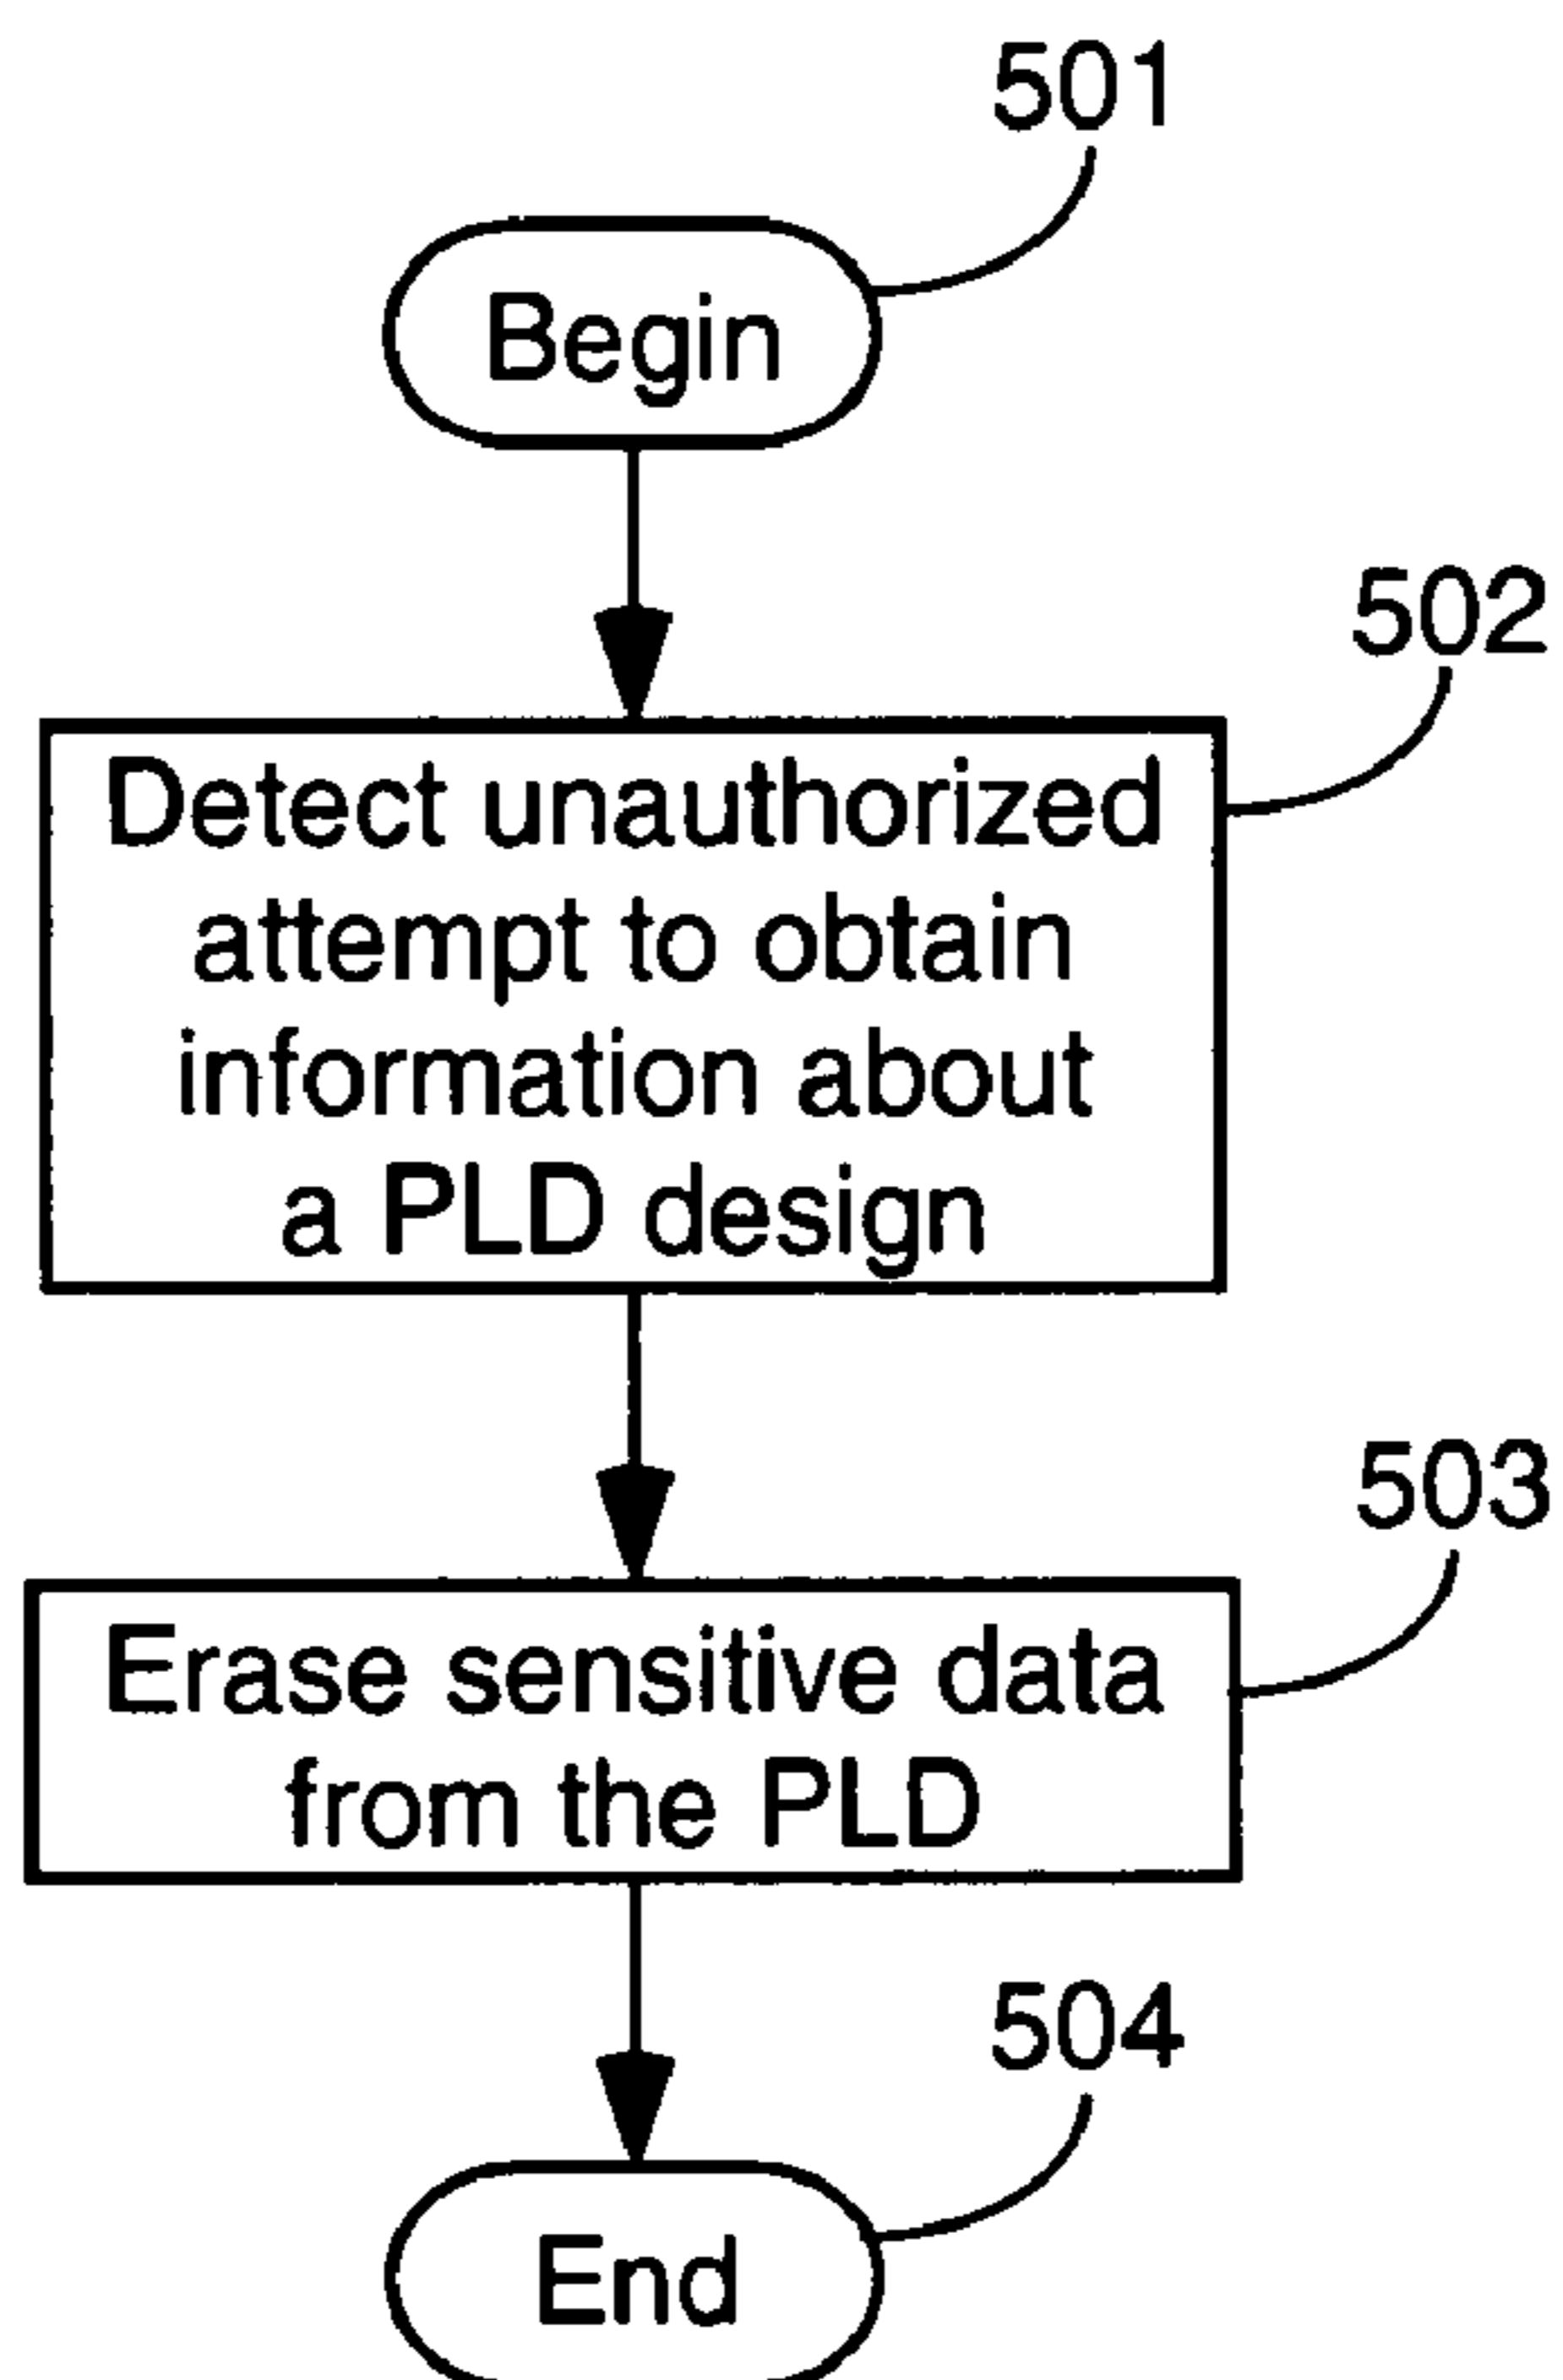 501
Begin
502
Detect unauthorized
attempt to obtain
information about
a PLD design
503
Erase sensitive data
from the PLD
504
End